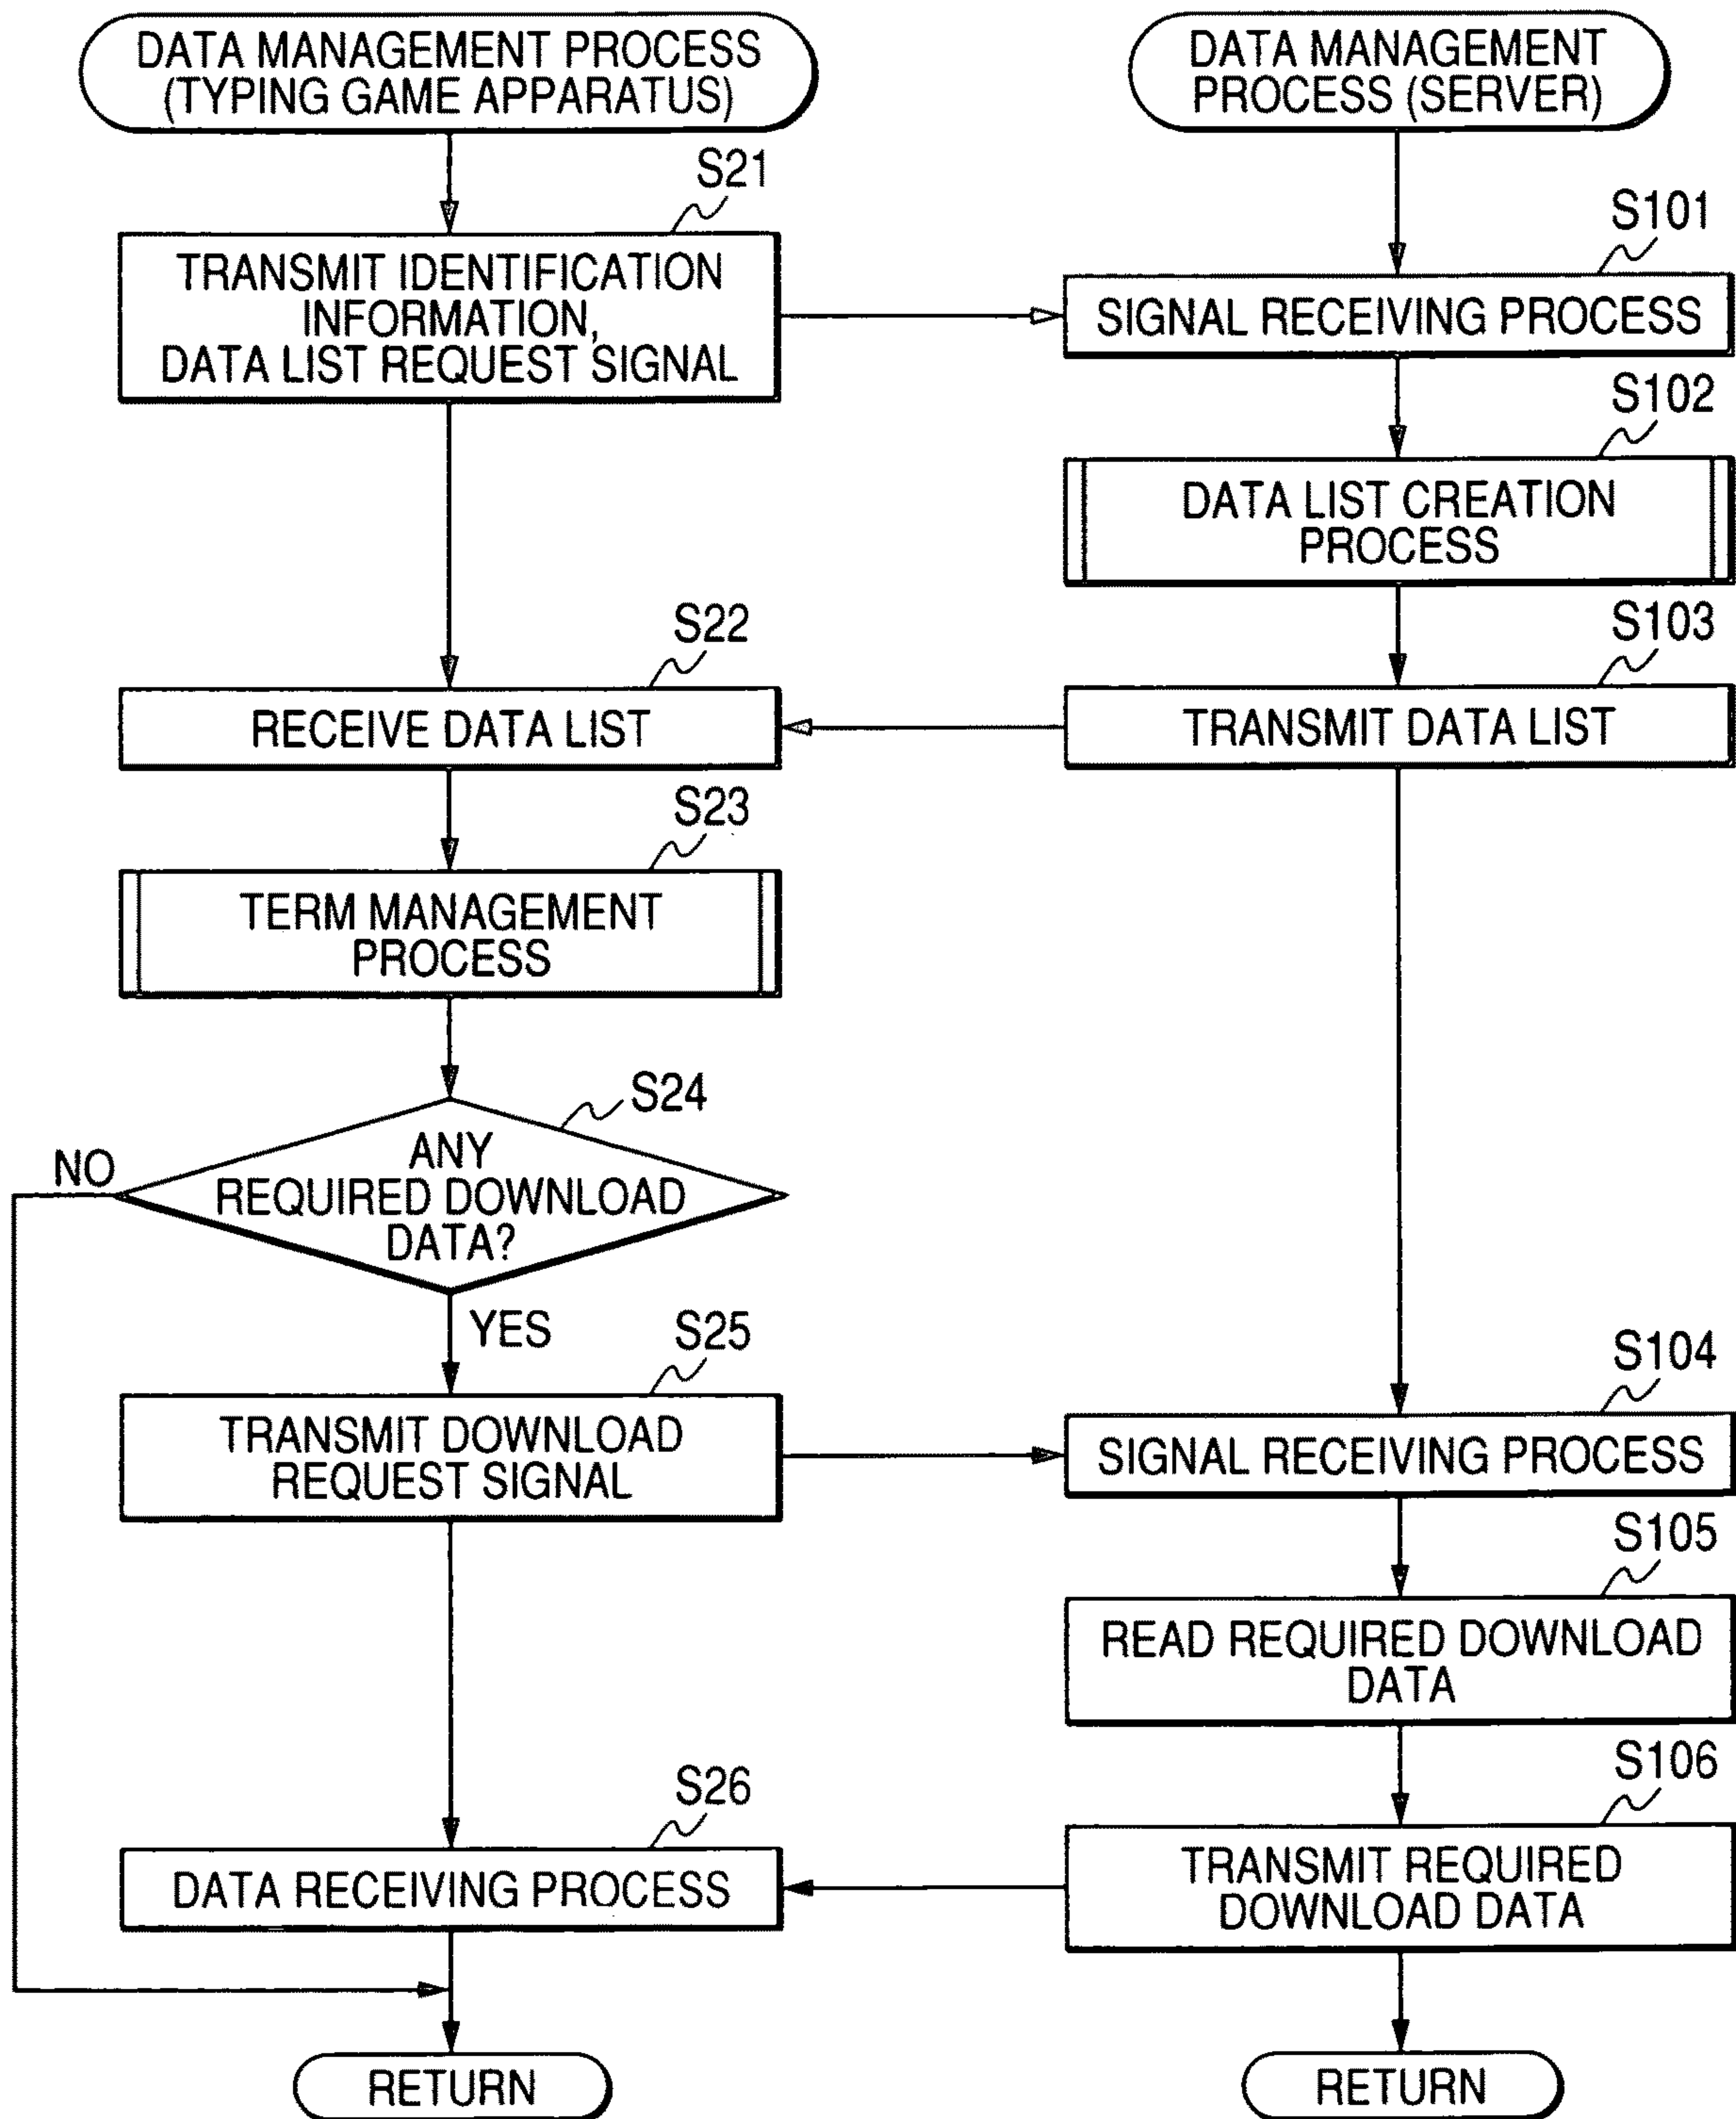 DATA MANAGEMENT PROCESS
(TYPING GAME APPARATUS)
S21
TRANSMIT IDENTIFICATION
INFORMATION,
DATA LIST REQUEST SIGNAL
S22
RECEIVE DATA LIST
S23
TERM MANAGEMENT
PROCESS
S24
ANY
REQUIRED DOWNLOAD
DATA?
NO
YES
S25
TRANSMIT DOWNLOAD
REQUEST SIGNAL
S26
DATA RECEIVING PROCESS
RETURN
DATA MANAGEMENT
PROCESS (SERVER)
S101
SIGNAL RECEIVING PROCESS
S102
DATA LIST CREATION
PROCESS
S103
TRANSMIT DATA LIST
S104
SIGNAL RECEIVING PROCESS
S105
READ REQUIRED DOWNLOAD
DATA
S106
TRANSMIT REQUIRED
DOWNLOAD DATA
RETURN